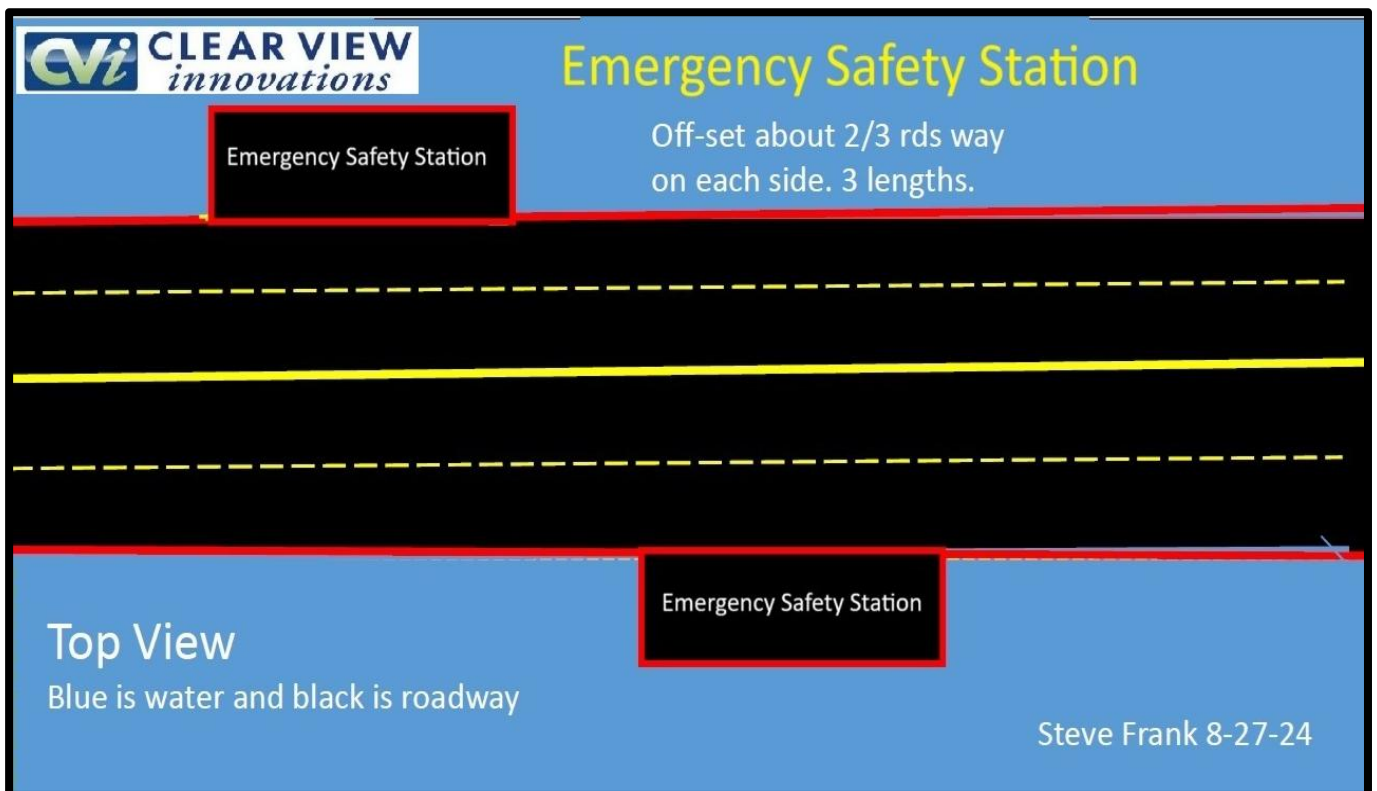 CVi CLEAR VIEW
innovations
Emergency Safety Station
Off-set about 2/3 rds way
on each side. 3 lengths.
Emergency Safety Station
Emergency Safety Station
Top View
Blue is water and black is roadway
Steve Frank 8-27-24